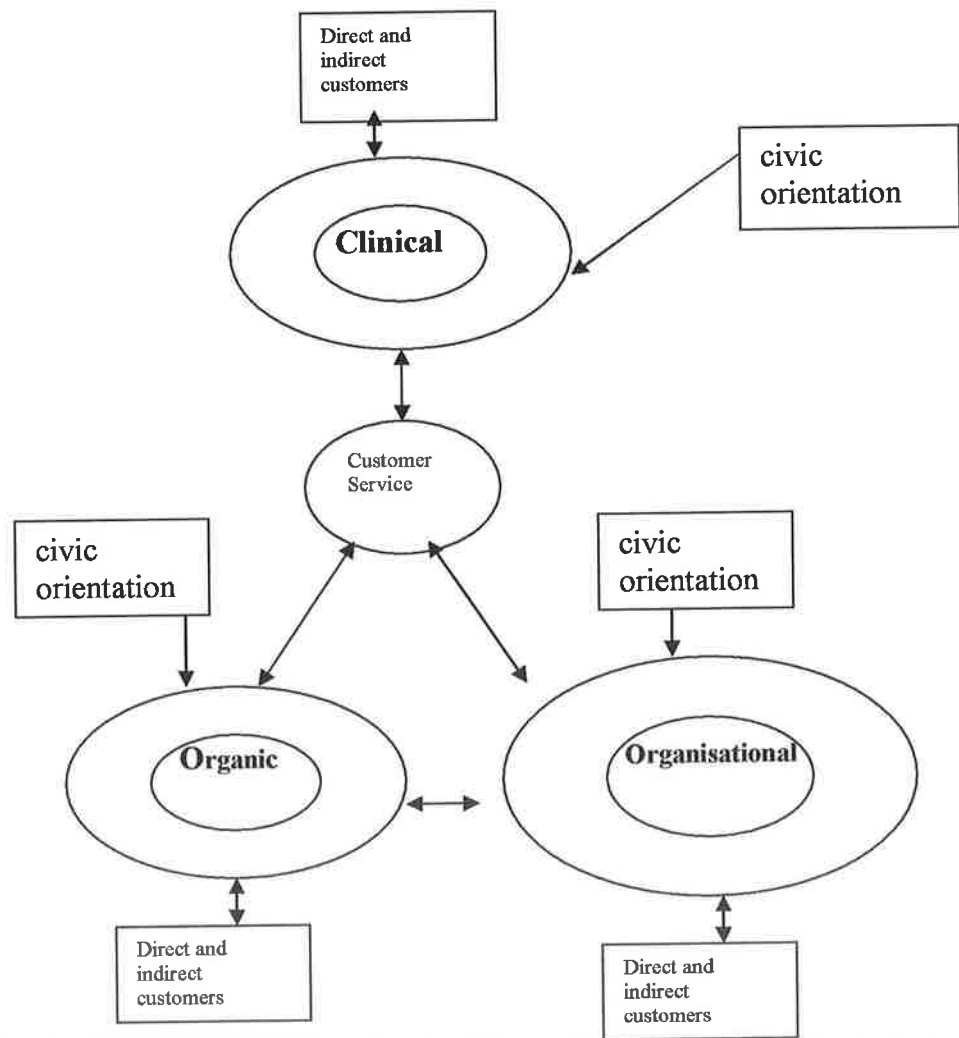 Direct and
indirect
customers
civic
orientation
Clinical
Customer
Service
civic
orientation
civic
orientation
Organic
Organisational
Direct and
indirect
customers
Direct and
indirect
customers